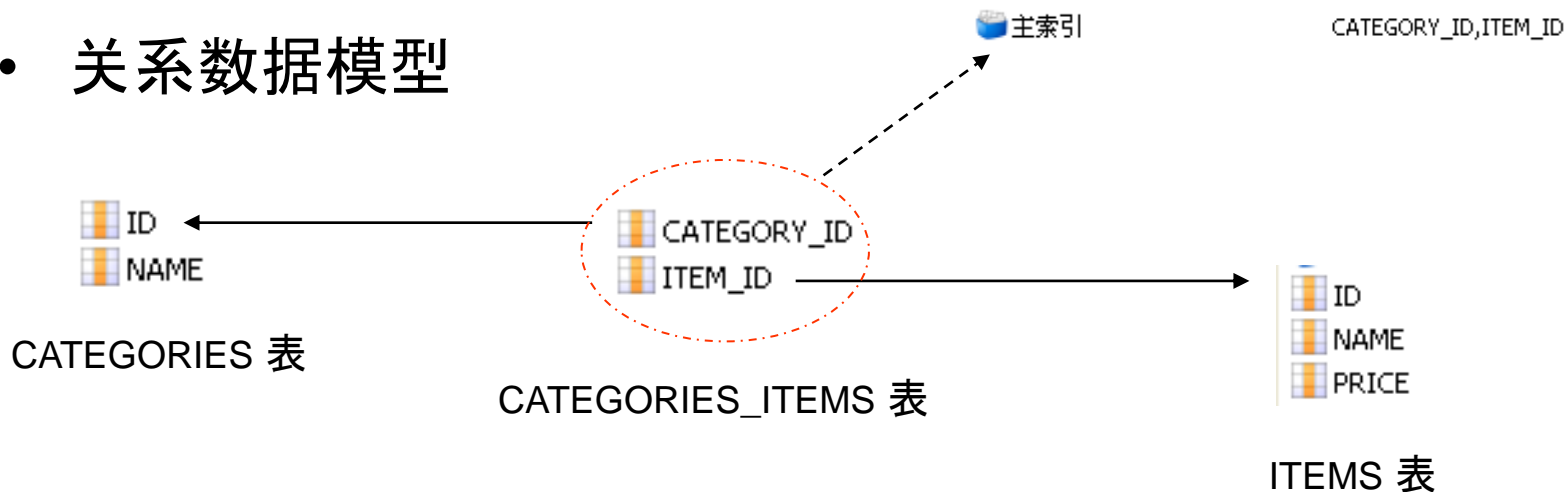 • 关系数据模型
主索引 CATEGORY_ID,ITEM_ID
ID
NAME
CATEGORIES 表
CATEGORY_ID
ITEM_ID
CATEGORIES_ITEMS 表
ID
NAME
PRICE
ITEMS 表